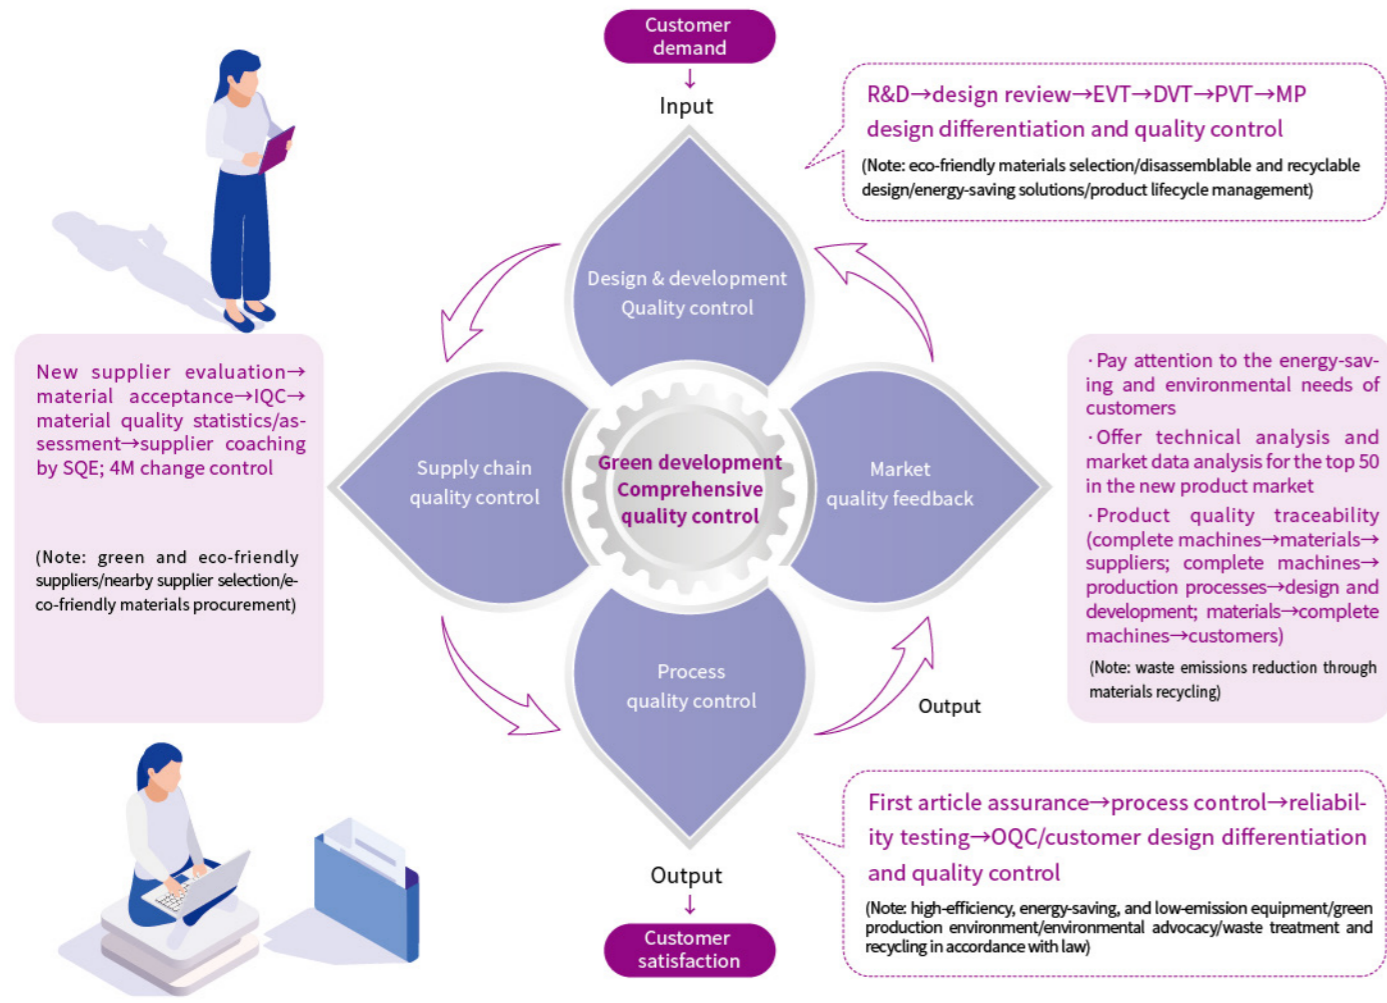 Customer
demand
↓
Input
R&D→design review→EVT→DVT→PVT→MP
design differentiation and quality control
(Note: eco-friendly materials selection/disassemblable and recyclable
design/energy-saving solutions/product lifecycle management)
Design & development
Quality control
New supplier evaluation→
material acceptance→IQC→
material quality statistics/as-
sessment→supplier coaching
by SQE; 4M change control
(Note: green and eco-friendly
suppliers/nearby supplier selection/e-
co-friendly materials procurement)
Supply chain
quality control
Green development
Comprehensive
quality control
Market
quality feedback
·Pay attention to the energy-sav-
ing and environmental needs of
customers
·Offer technical analysis and
market data analysis for the top 50
in the new product market
·Product quality traceability
(complete machines→materials→
suppliers; complete machines→
production processes→design and
development; materials→complete
machines→customers)
(Note: waste emissions reduction through
materials recycling)
Process
quality control
Output
First article assurance→process control→reliabil-
ity testing→OQC/customer design differentiation
and quality control
(Note: high-efficiency, energy-saving, and low-emission equipment/green
production environment/environmental advocacy/waste treatment and
recycling in accordance with law)
Output
↓
Customer
satisfaction